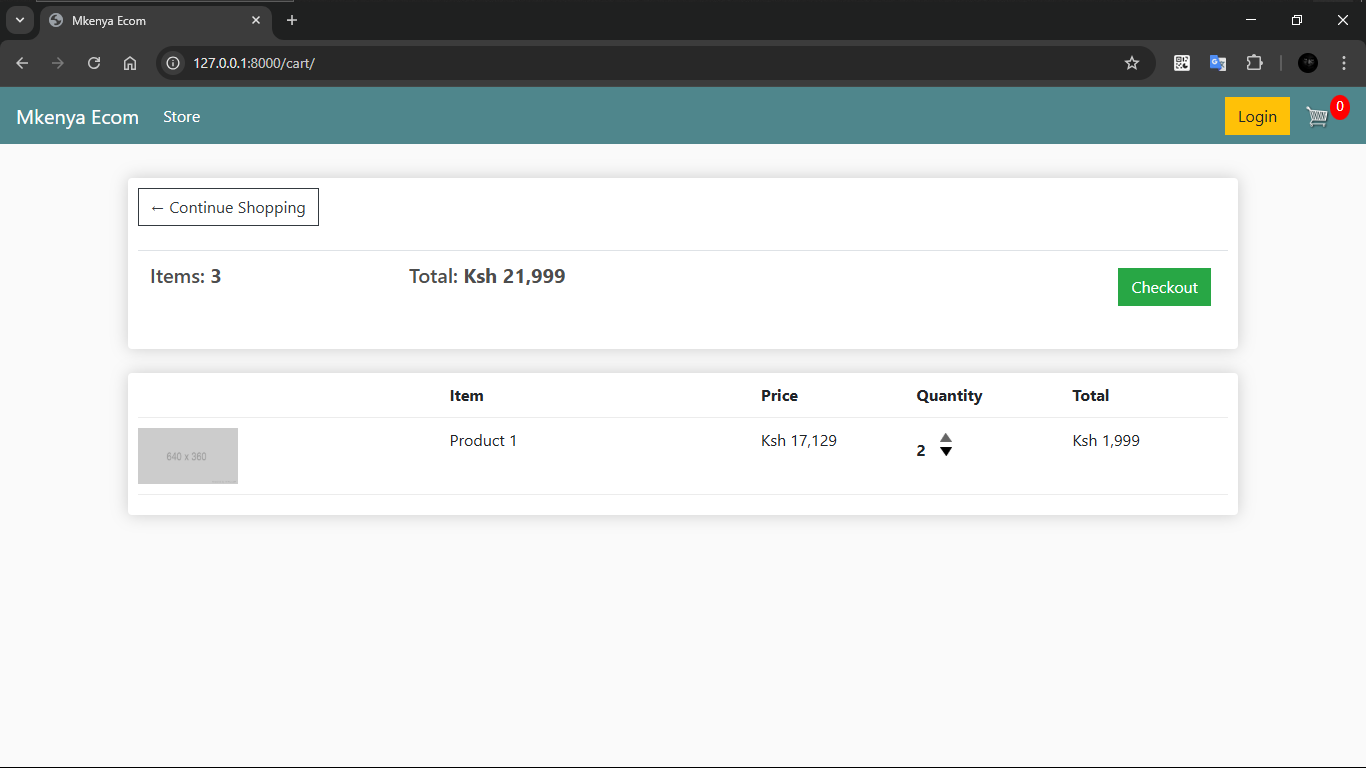 Mkenya Ecom
127.0.0.1:8000/cart/
Mkenya Ecom Store Login 0
← Continue Shopping
Items: 3 Total: Ksh 21,999 Checkout
Item Price Quantity Total
640 x 360 Product 1 Ksh 17,129 2 Ksh 1,999